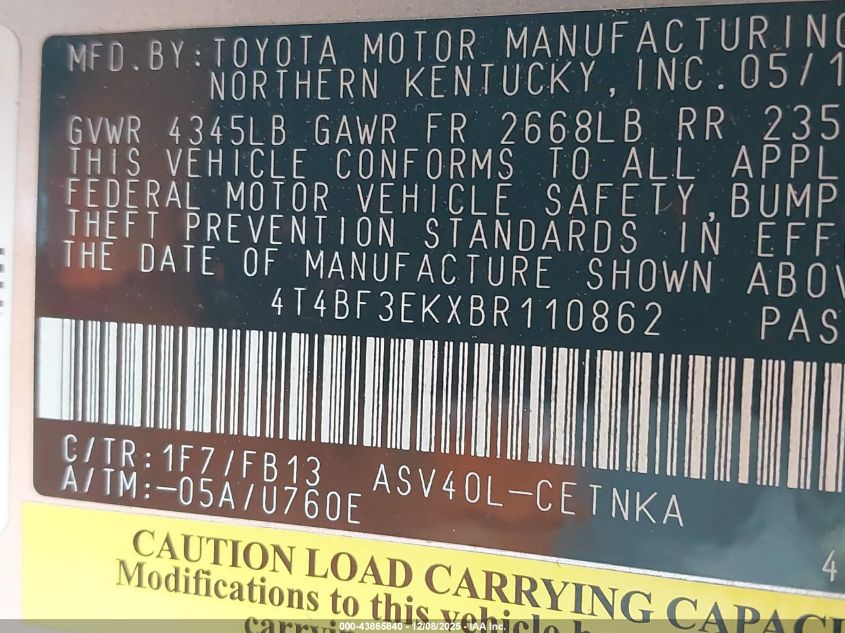 MFD.BY:TOYOTA MOTOR MANUFACTURING
NORTHERN KENTUCKY, INC.05/1
GVWR 4345LB GAWR FR 2668LB RR 235
THIS VEHICLE CONFORMS TO ALL APPL
FEDERAL MOTOR VEHICLE SAFETY,BUMP
THEFT PREVENTION STANDARDS IN EFF
THE DATE OF MANUFACTURE SHOWN ABOV
4T4BF3EKXBR110862 PAS
C/TR:1F7/FB13 ASV40L-CETNKA
A/TM:-05A/U760E
4
CAUTION LOAD CARRYING CAPAC
Modifications to this vehicle b
000-43865840 - 12/08/2025 - IAA Inc.